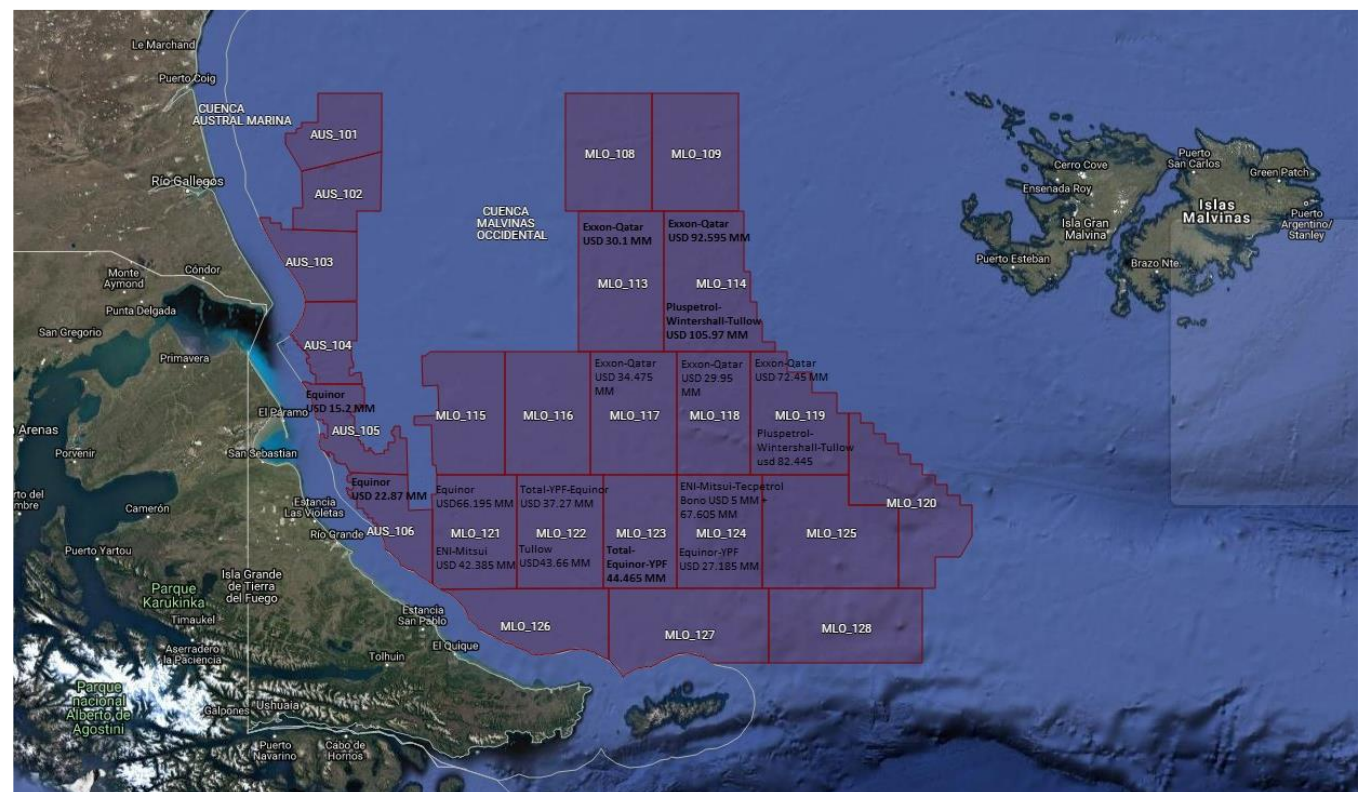 Le Marchand
Puerto Coig
CUENCA
AUSTRAL MARINA
AUS_101
AUS_102
Río Gallegos
AUS_103
Monte
Aymond
Cóndor
Punta Delgada
San Gregorio
Primavera
AUS_104
Equinor
USD 15.2 MM
El Páramo
AUS_105
Arenas
Porvenir
San Sebastian
Equinor
USD 22.87 MM
AUS_106
Camerón
Estancia
Las Violetas
Río Grande
Puerto Yartou
Parque
Karukinka
Isla Grande
de Tierra
del Fuego
Timaukel
Aserradero
la Paciencia
Estancia
San Pablo
El Quique
Tolhuin
Parque
nacional
Alberto de
Agostini
Galpones
Ushuaia
Puerto
Navarino
Cabo de
Hornos
CUENCA
MALVINAS
OCCIDENTAL
MLO_108
MLO_109
Exxon-Qatar
USD 30.1 MM
MLO_113
Exxon-Qatar
USD 92.595 MM
MLO_114
Pluspetrol-
Wintershall-Tullow
USD 105.97 MM
MLO_115
MLO_116
Exxon-Qatar
USD 34.475
MM
MLO_117
Exxon-Qatar
USD 29.95
MM
MLO_118
Exxon-Qatar
USD 72.45 MM
MLO_119
Pluspetrol-
Wintershall-Tullow
usd 82.445
MLO_120
Equinor
USD66.195 MM
MLO_121
ENI-Mitsui
USD 42.385 MM
Total-YPF-Equinor
USD 37.27 MM
MLO_122
Tullow
USD43.66 MM
MLO_123
Total-
Equinor-YPF
44.465 MM
ENI-Mitsui-Tecpetrol
Bono USD 5 MM +
67.605 MM
MLO_124
Equinor-YPF
USD 27.185 MM
MLO_125
MLO_126
MLO_127
MLO_128
Cerro Cove
Ensenada Roy
Puerto
San Carlos
Green Patch
Islas
Malvinas
Isla Gran
Malvina
Puerto
Argentino/
Stanley
Puerto Esteban
Brazo Nte.